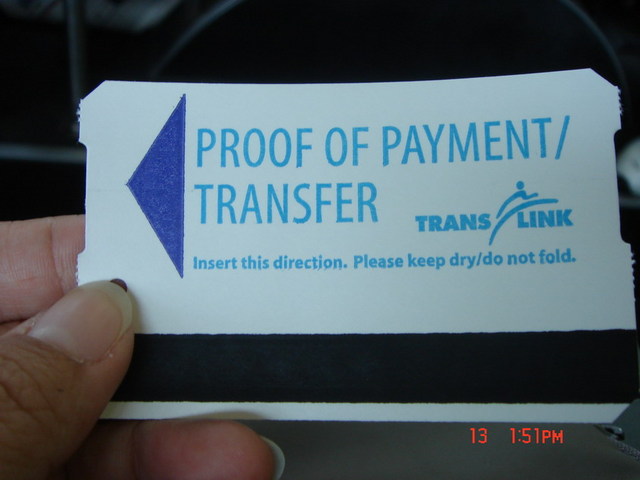 PROOF OF PAYMENT/
TRANSFER
TRANS LINK
Insert this direction. Please keep dry/do not fold.
13 1:51PM